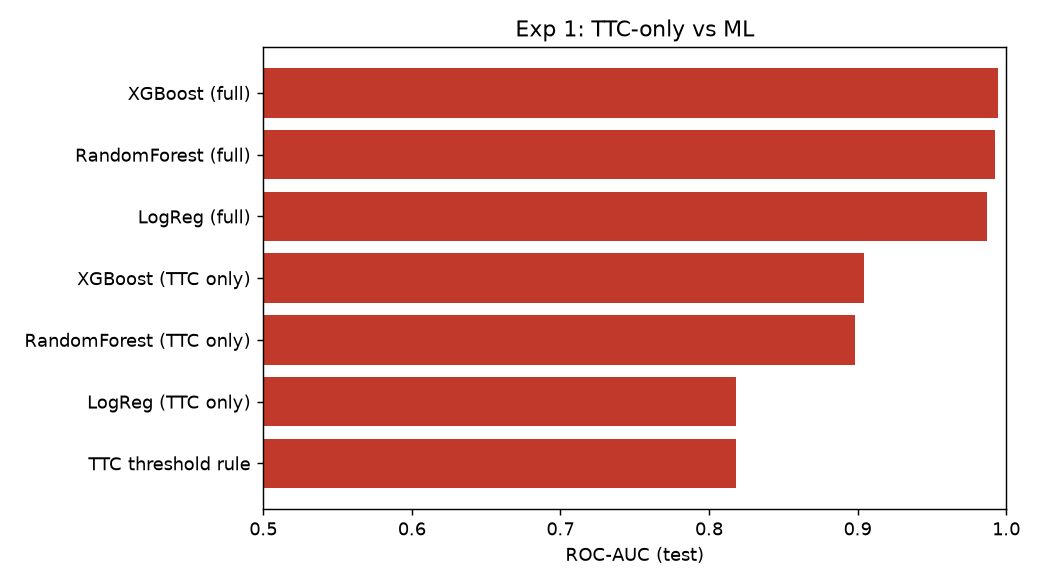 Exp 1: TTC-only vs ML
XGBoost (full)
RandomForest (full)
LogReg (full)
XGBoost (TTC only)
RandomForest (TTC only)
LogReg (TTC only)
TTC threshold rule
0.5 0.6 0.7 0.8 0.9 1.0
ROC-AUC (test)